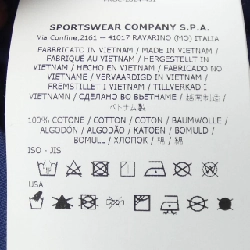 SPORTSWEAR COMPANY S.P.A.
Via Confine,2161 - 41017 RAVARINO (MO) ITALIA
FABBRICATO IN VIETNAM / MADE IN VIETNAM /
FABRIQUÉ AU VIETNAM / HERGESTELLT IN
VIETNAM / HECHO EN VIETNAM / FABRICADO NO
VIETNAME / VERVAARDIGD IN VIETNAM /
FREMSTILLE I VIETNAM / TILLVERKAD I
VIETNAM / СДЕЛАНО ВО ВЬЕТНАМЕ / 越南制造 /
ベトナム製
100% COTONE / COTTON / COTON / BAUMWOLLE /
ALGODON / ALGODÃO / KATOEN / BOMULD /
BOMULL / ХЛОПОК / 棉 / 綿
ISO - JIS
USA